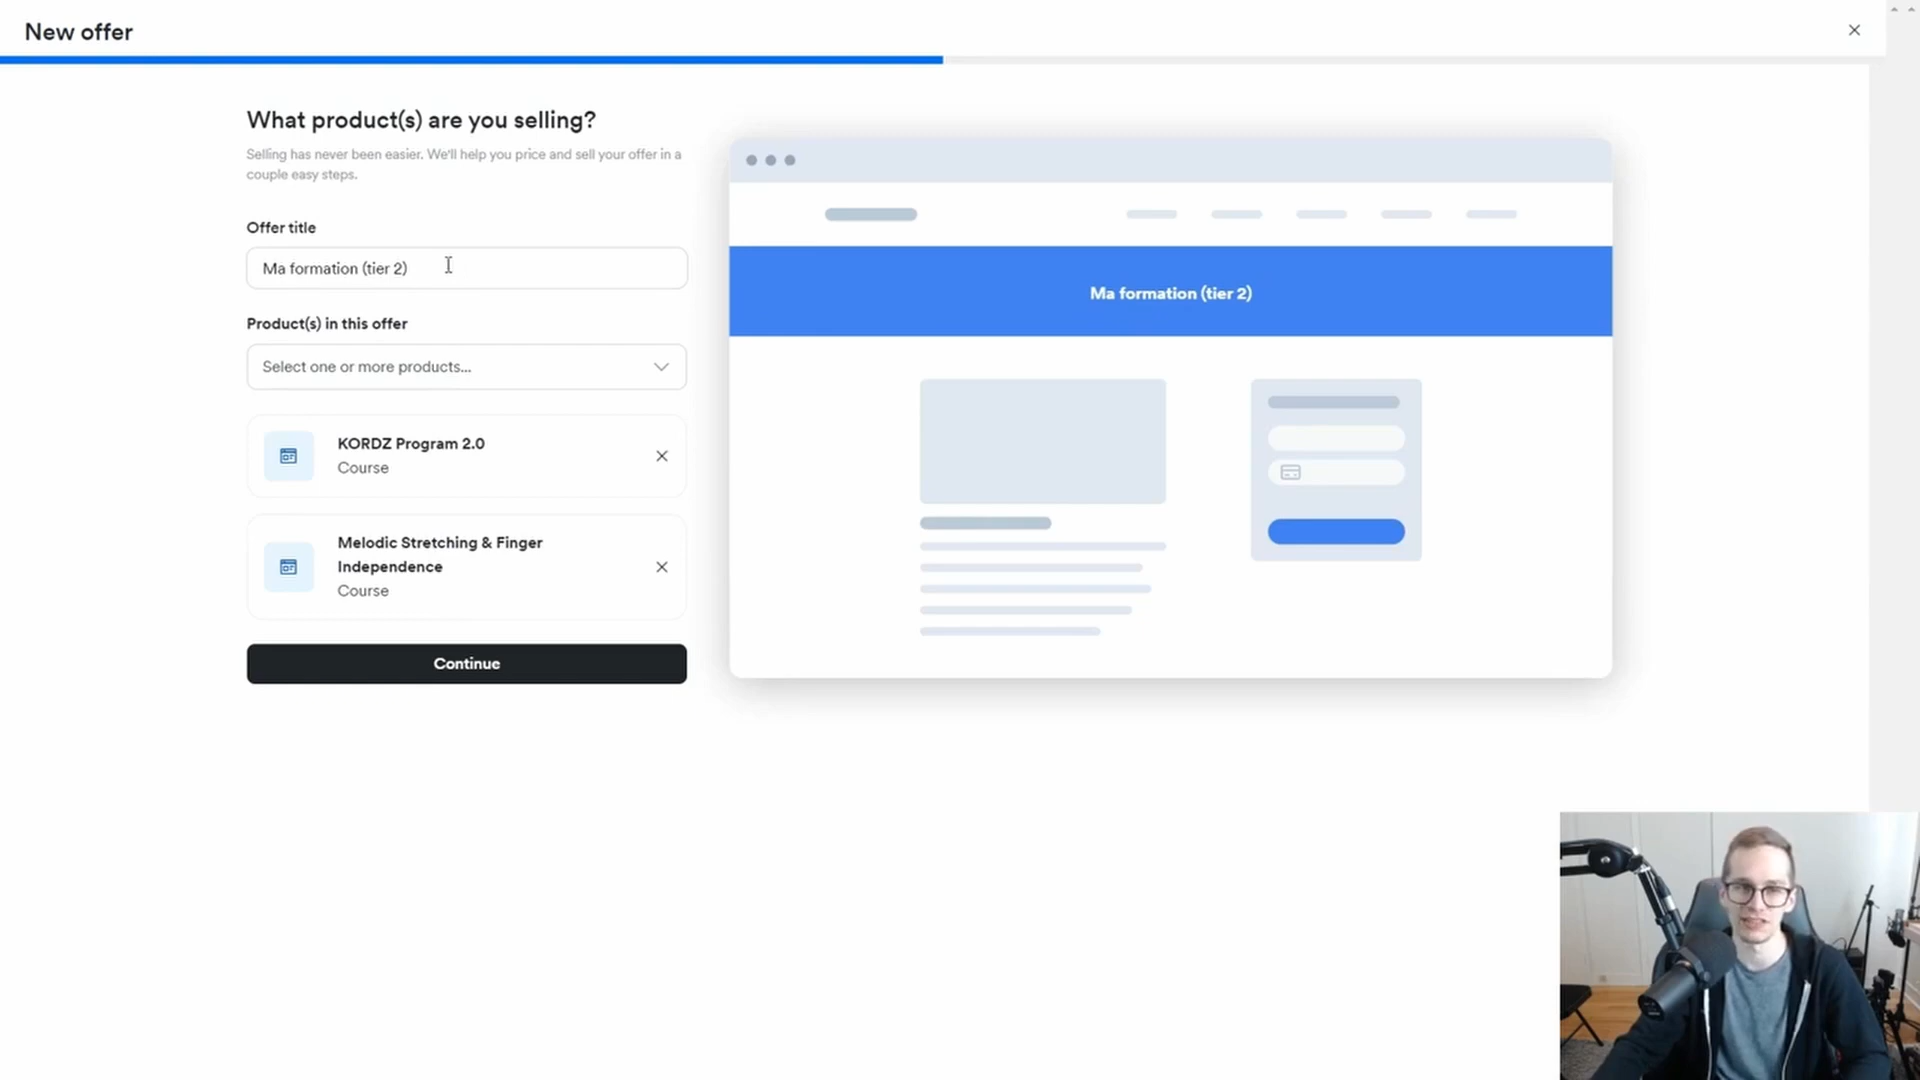 New offer
What product(s) are you selling?
Selling has never been easier. We'll help you price and sell your offer in a
couple easy steps.
Offer title
Ma formation (tier 2)
Product(s) in this offer
Select one or more products...
KORDZ Program 2.0
Course
Melodic Stretching & Finger
Independence
Course
Continue
Ma formation (tier 2)